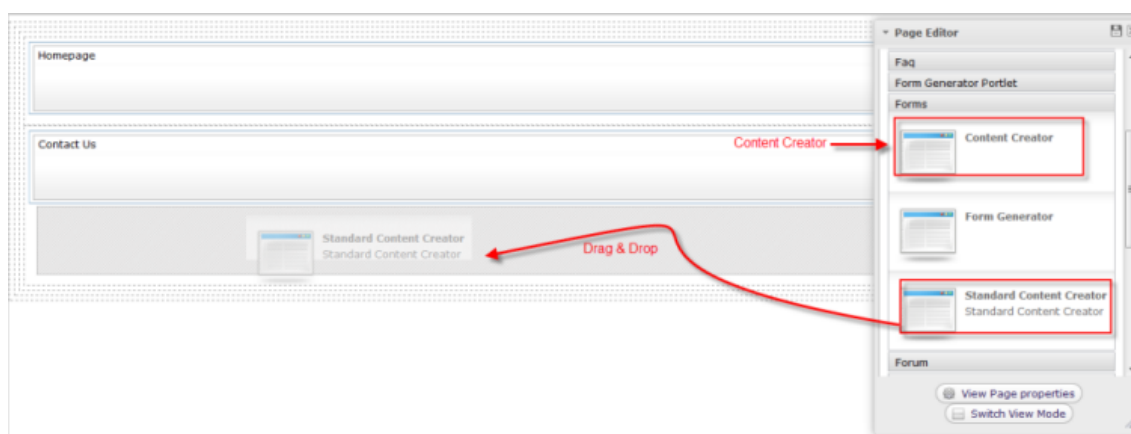 Page Editor
Homepage
Faq
Form Generator Portlet
Forms
Contact Us
Content Creator
Content Creator
Form Generator
Standard Content Creator
Standard Content Creator
Drag & Drop
Standard Content Creator
Standard Content Creator
Forum
View Page properties
Switch View Mode